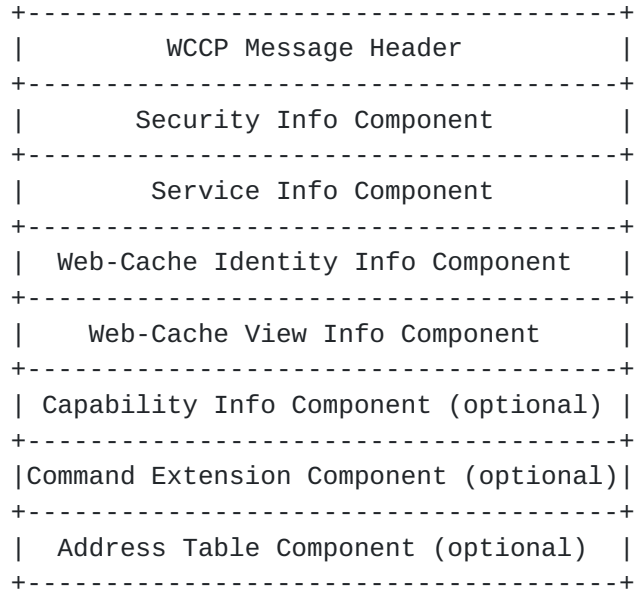 +--------------------------------------+
|         WCCP Message Header          |
+--------------------------------------+
|       Security Info Component        |
+--------------------------------------+
|        Service Info Component        |
+--------------------------------------+
|  Web-Cache Identity Info Component   |
+--------------------------------------+
|    Web-Cache View Info Component     |
+--------------------------------------+
| Capability Info Component (optional) |
+--------------------------------------+
|Command Extension Component (optional)|
+--------------------------------------+
|  Address Table Component (optional)  |
+--------------------------------------+